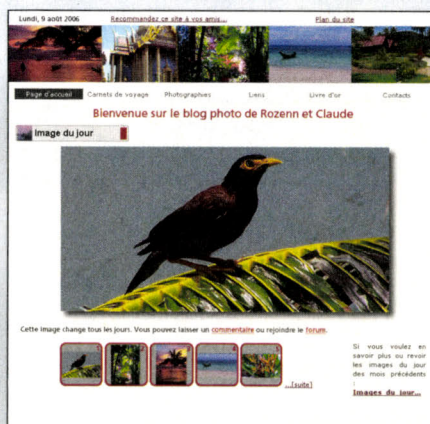 Lundi, 9 août 2006 Recommandez ce site à vos amis... Plan du site
Page d'accueil Carnets de voyage Photographies Liens Livre d'or Contacts
Bienvenue sur le blog photo de Rozenn et Claude
Image du jour
Cette image change tous les jours. Vous pouvez laisser un commentaire ou rejoindre le forum.
...[suite]
Si vous voulez en
savoir plus ou revoir
les images du jour
des mois précédents
:
Images du jour...